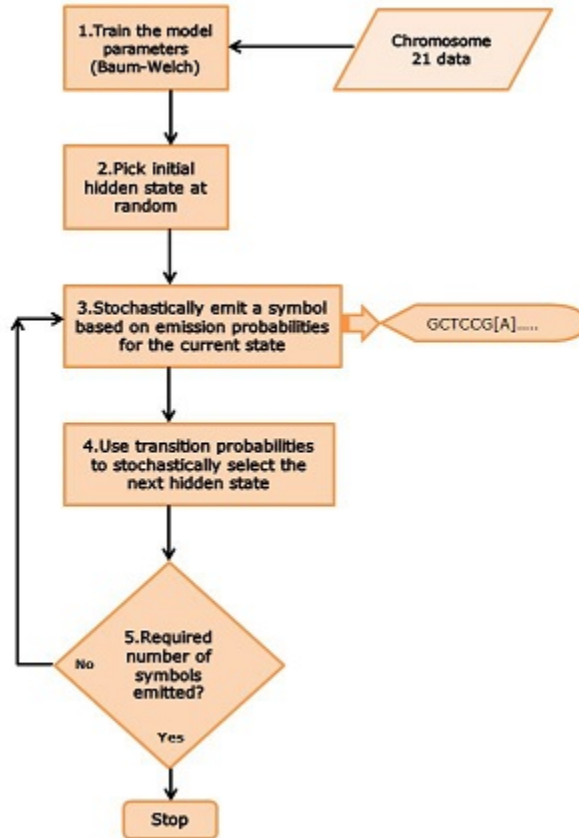 1.Train the model
parameters
(Baum-Welch)
Chromosome
21 data
2.Pick initial
hidden state at
random
3.Stochastically emit a symbol
based on emission probabilities
for the current state
GCTCCG[A].....
4.Use transition probabilities
to stochastically select the
next hidden state
5.Required
number of
symbols
emitted?
No
Yes
Stop